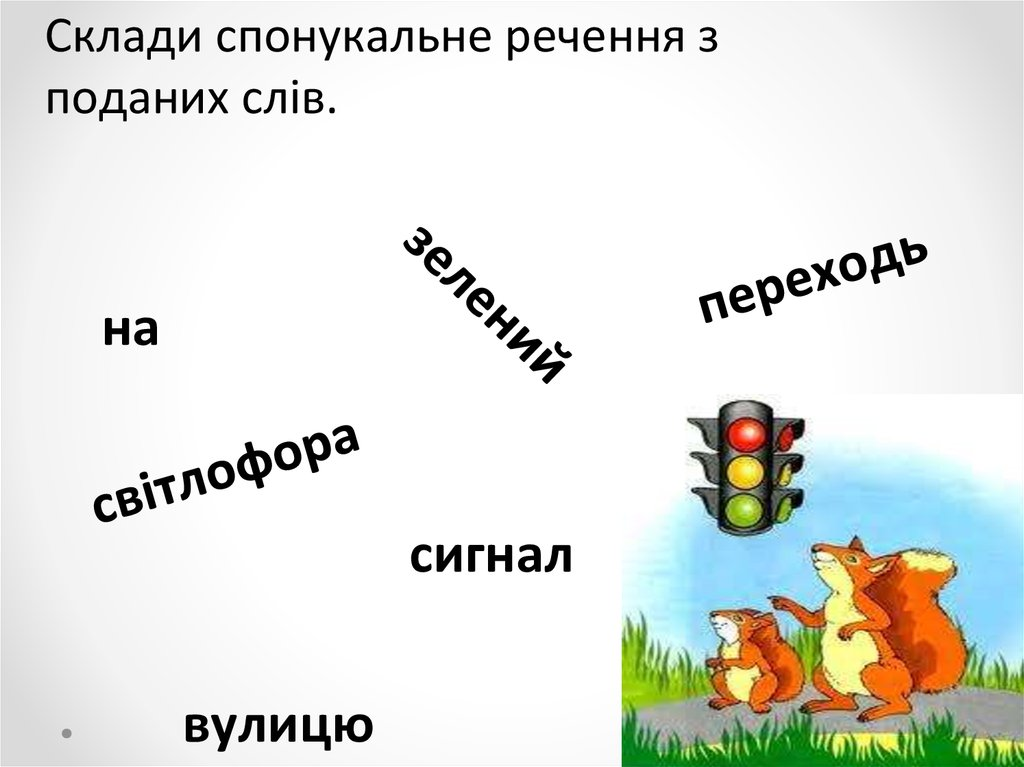 Склади спонукальне речення з
поданих слів.
зелений
переходь
на
світлофора
сигнал
вулицю